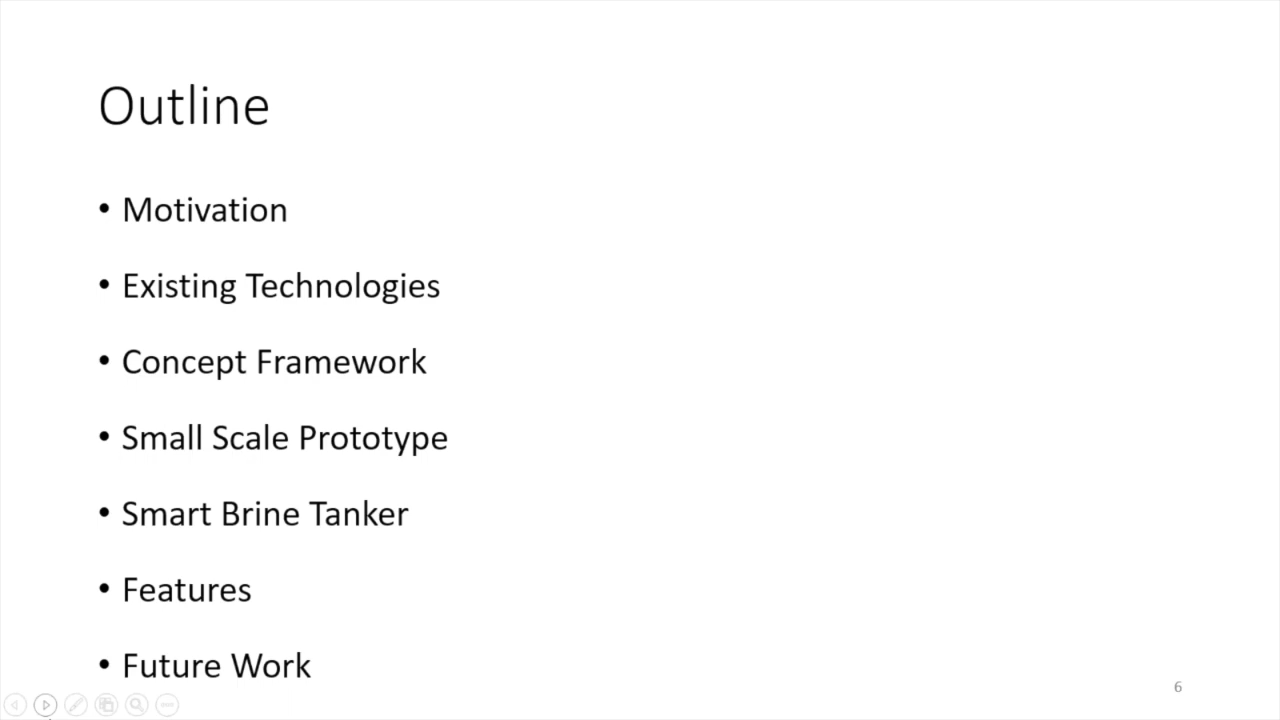 Outline
• Motivation
• Existing Technologies
• Concept Framework
• Small Scale Prototype
• Smart Brine Tanker
• Features
• Future Work
6